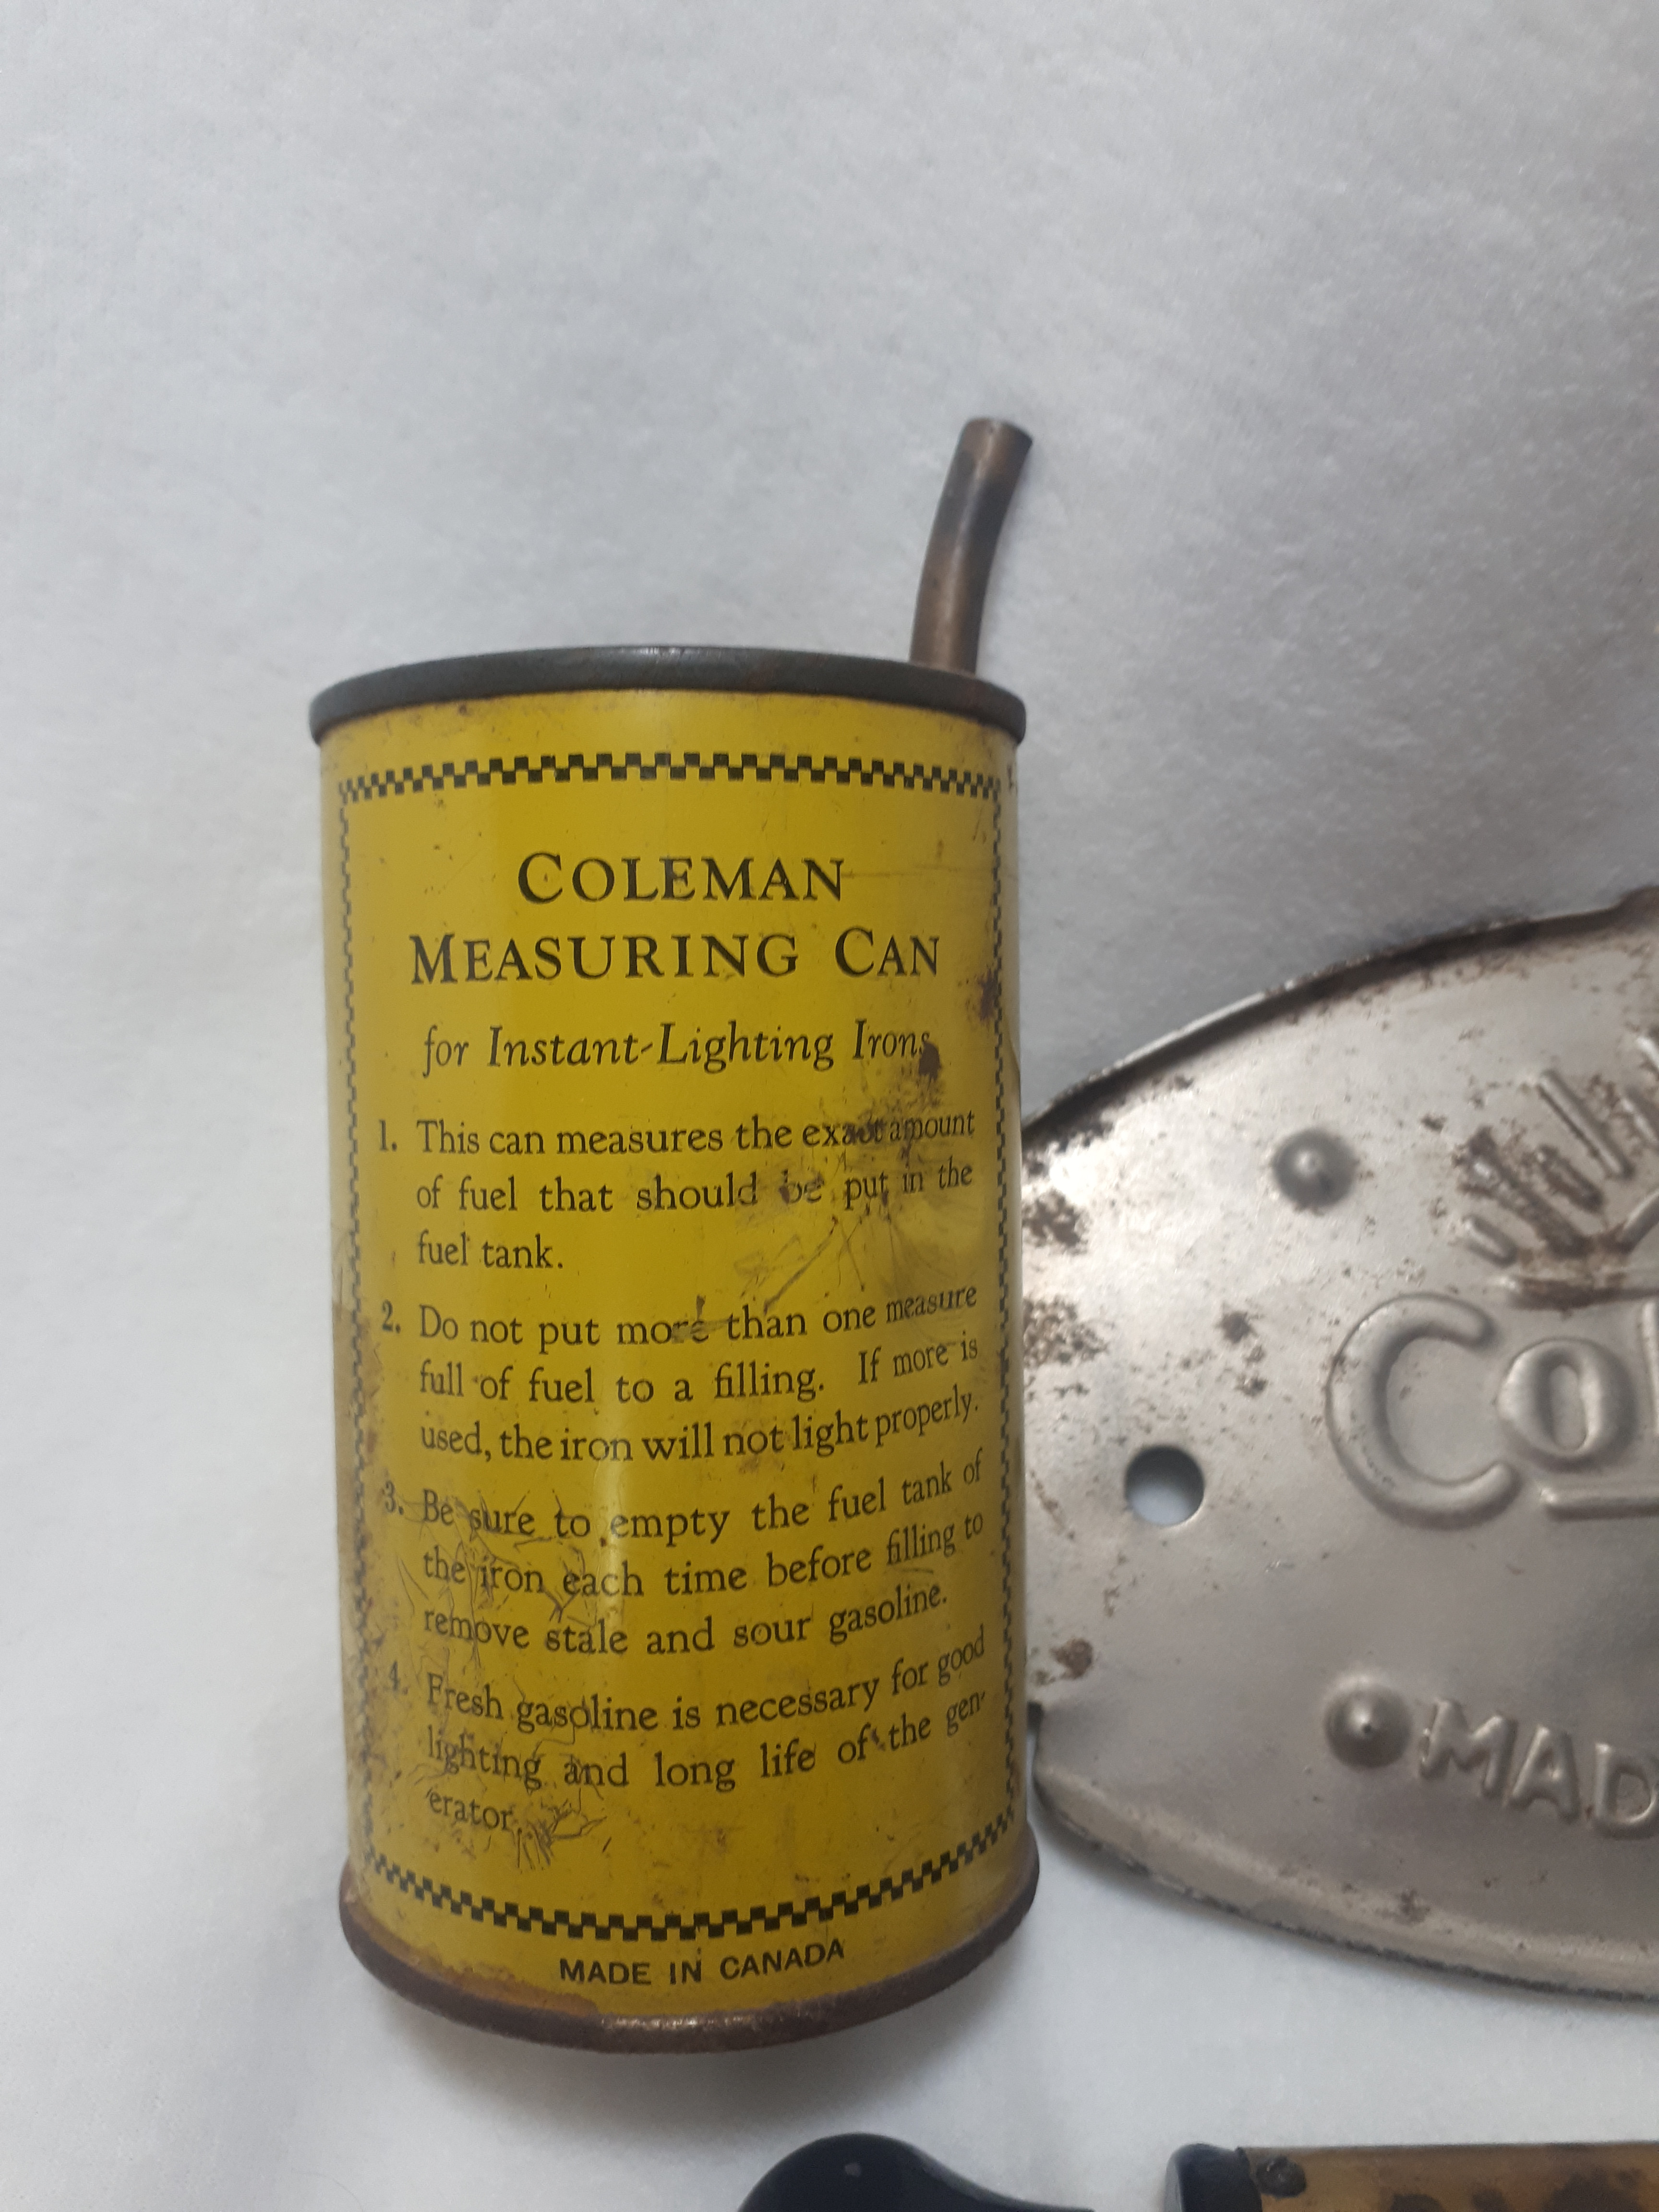 COLEMAN
MEASURING CAN
for Instant-Lighting Irons
1. This can measures the exact amount
of fuel that should be put in the
fuel tank.
2. Do not put more than one measure
full of fuel to a filling. If more is
used, the iron will not light properly.
3. Be sure to empty the fuel tank of
the iron each time before filling to
remove stale and sour gasoline.
4. Fresh gasoline is necessary for good
lighting and long life of the gen-
erator.
MADE IN CANADA
Col
MAD